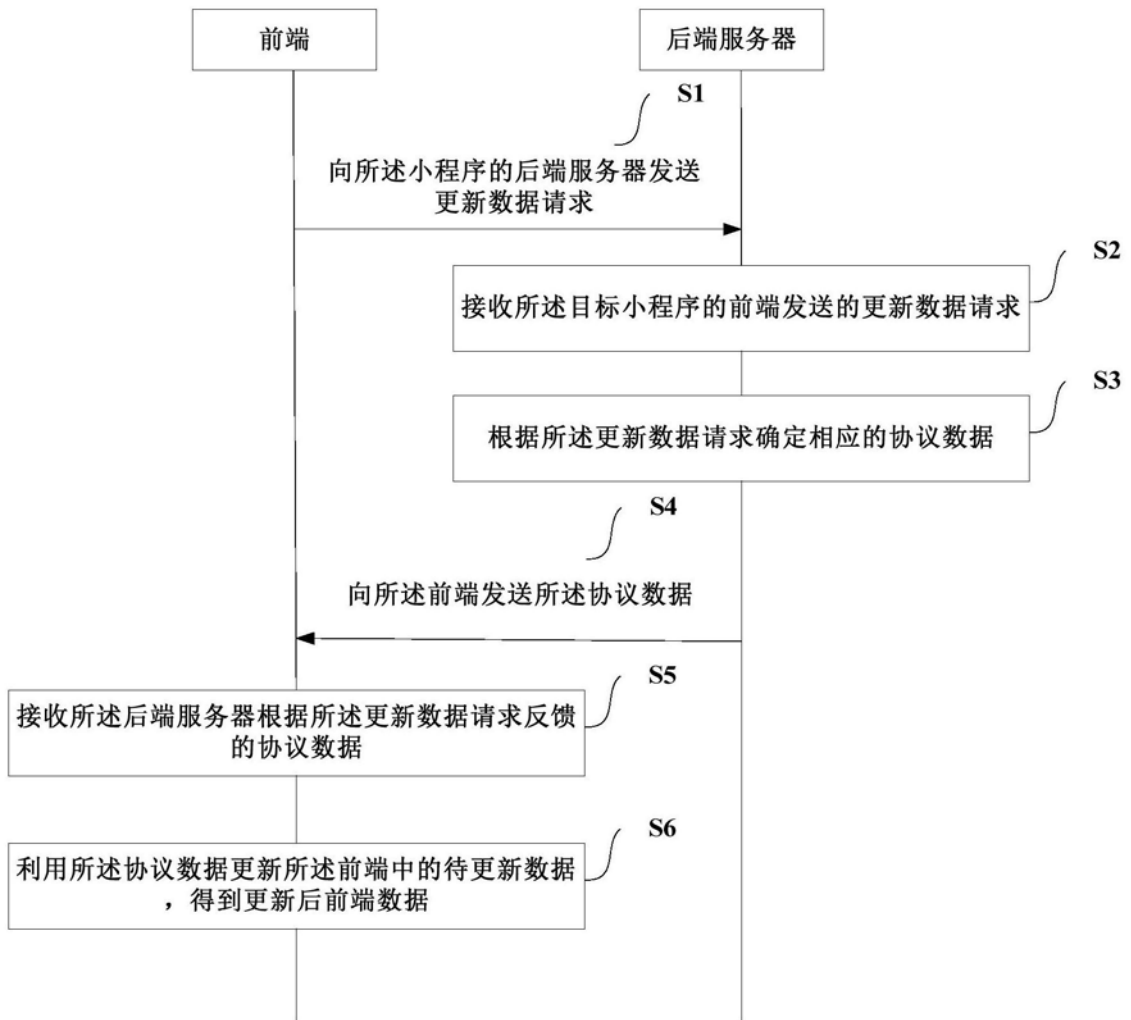 前端
后端服务器
S1
向所述小程序的后端服务器发送
更新数据请求
S2
接收所述目标小程序的前端发送的更新数据请求
S3
根据所述更新数据请求确定相应的协议数据
S4
向所述前端发送所述协议数据
S5
接收所述后端服务器根据所述更新数据请求反馈
的协议数据
S6
利用所述协议数据更新所述前端中的待更新数据
，得到更新后前端数据